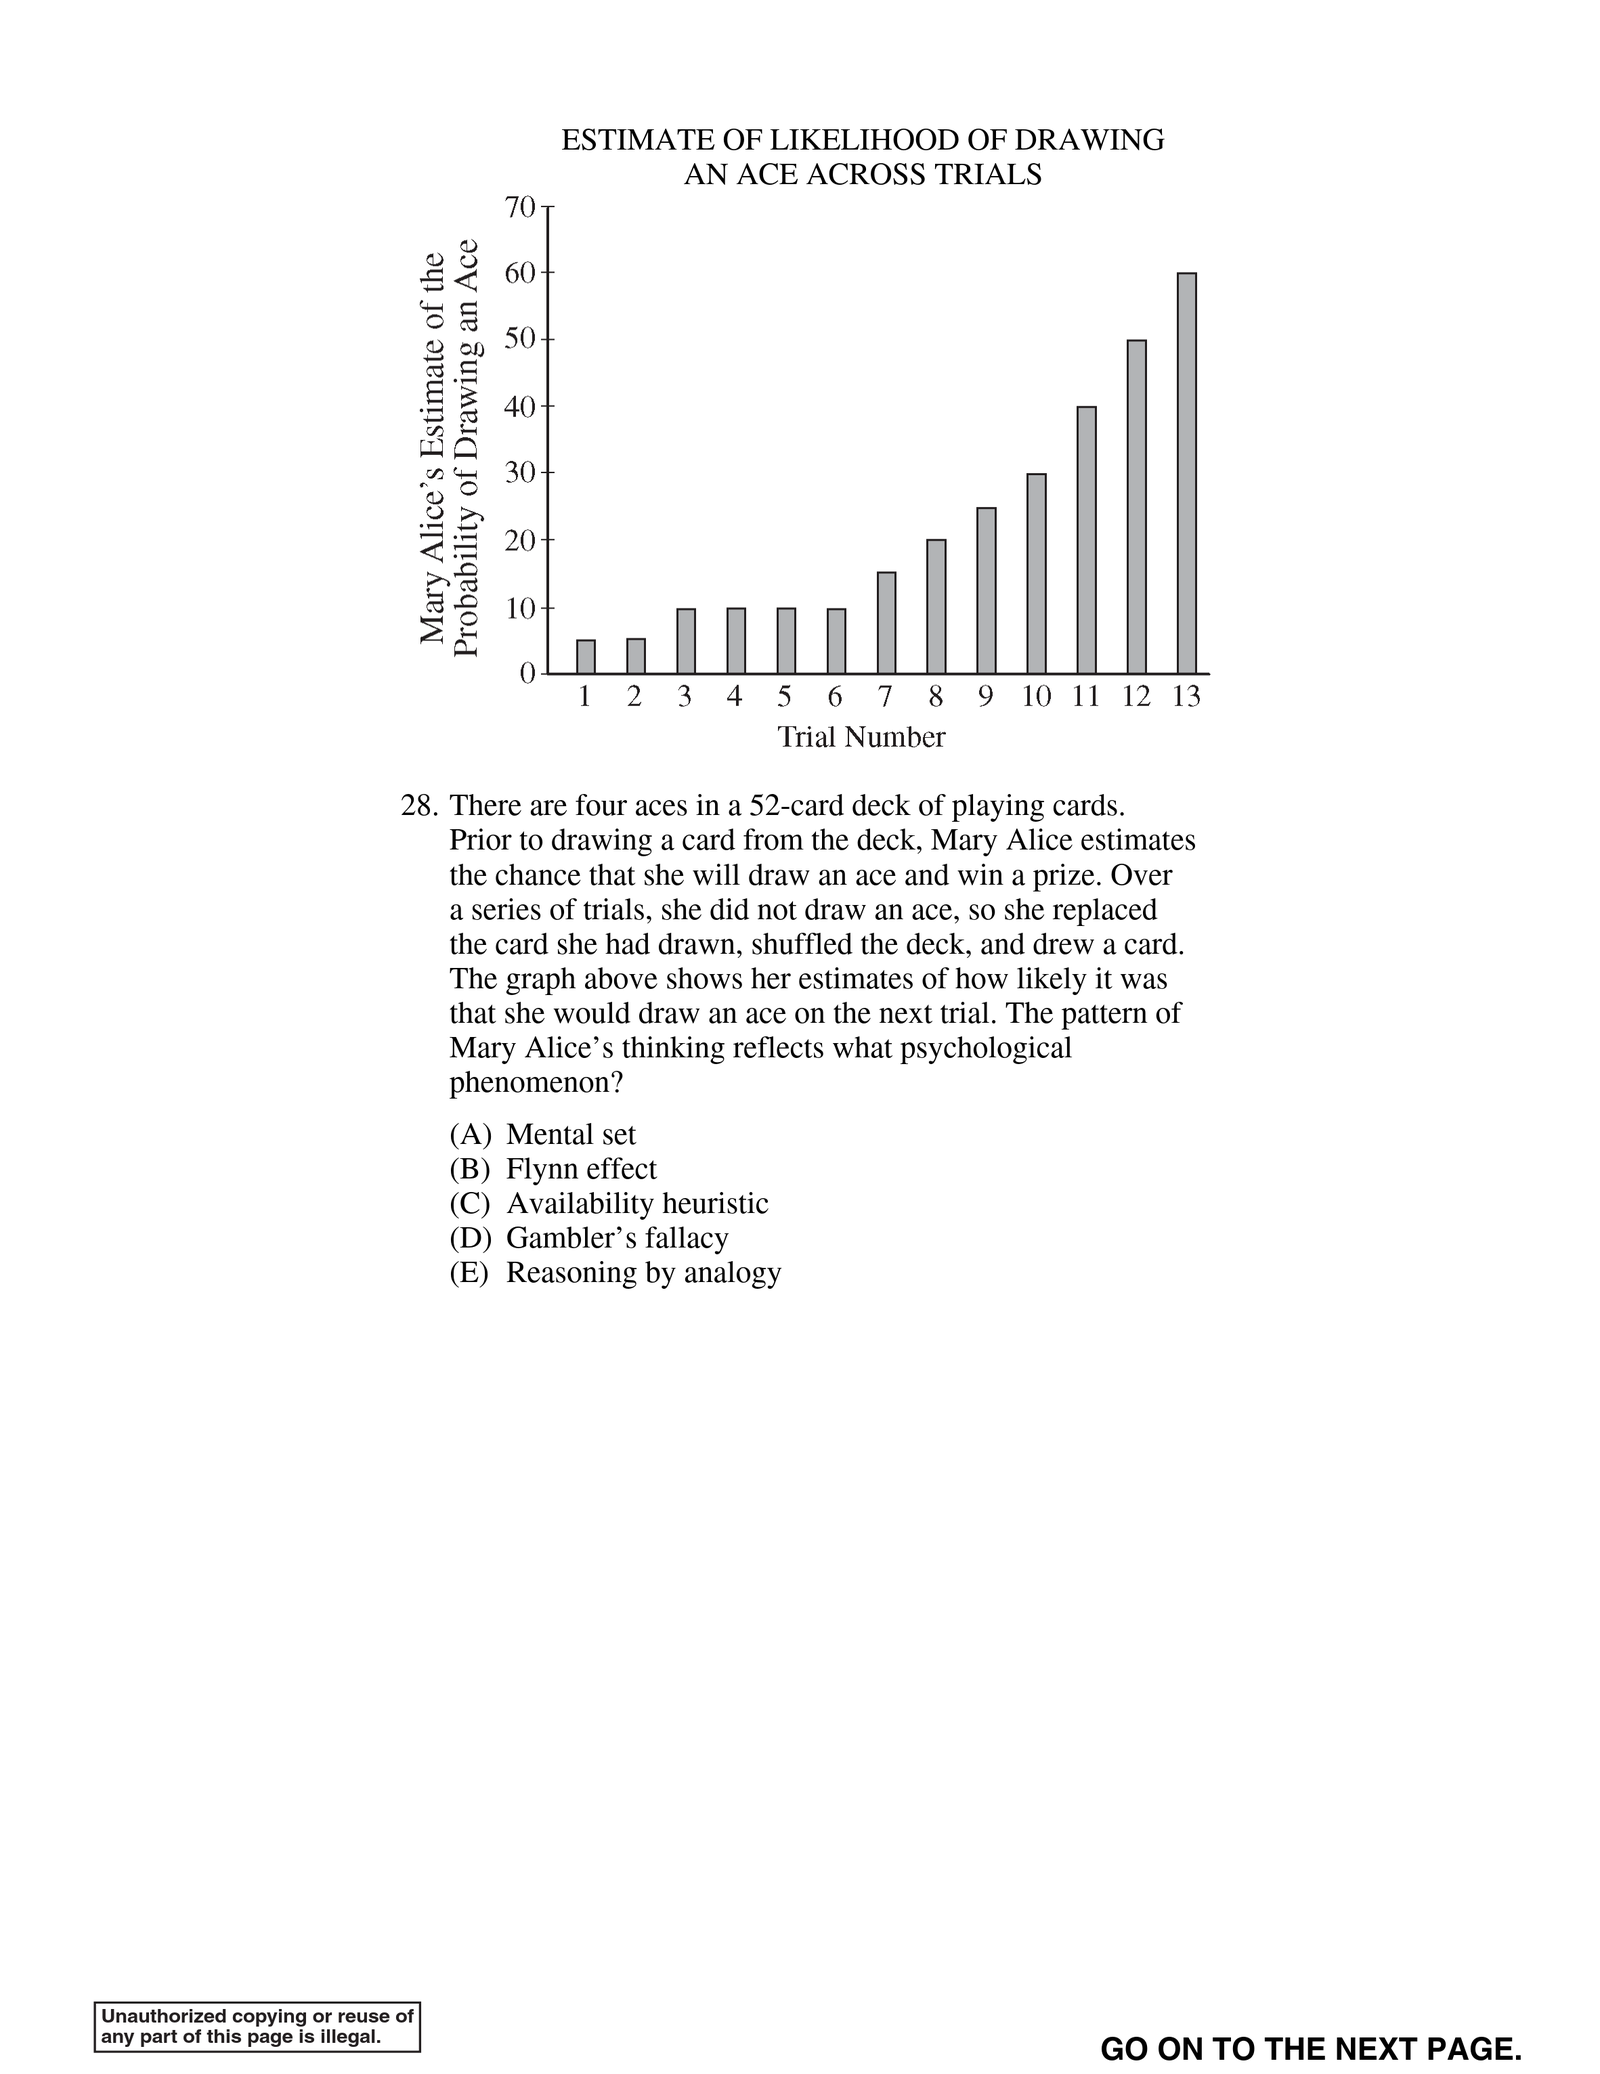 ESTIMATE OF LIKELIHOOD OF DRAWING
AN ACE ACROSS TRIALS
Mary Alice's Estimate of the
Probability of Drawing an Ace
70
60
50
40
30
20
10
0
1 2 3 4 5 6 7 8 9 10 11 12 13
Trial Number
28. There are four aces in a 52-card deck of playing cards.
Prior to drawing a card from the deck, Mary Alice estimates
the chance that she will draw an ace and win a prize. Over
a series of trials, she did not draw an ace, so she replaced
the card she had drawn, shuffled the deck, and drew a card.
The graph above shows her estimates of how likely it was
that she would draw an ace on the next trial. The pattern of
Mary Alice's thinking reflects what psychological
phenomenon?
(A) Mental set
(B) Flynn effect
(C) Availability heuristic
(D) Gambler's fallacy
(E) Reasoning by analogy
Unauthorized copying or reuse of
any part of this page is illegal.
GO ON TO THE NEXT PAGE.